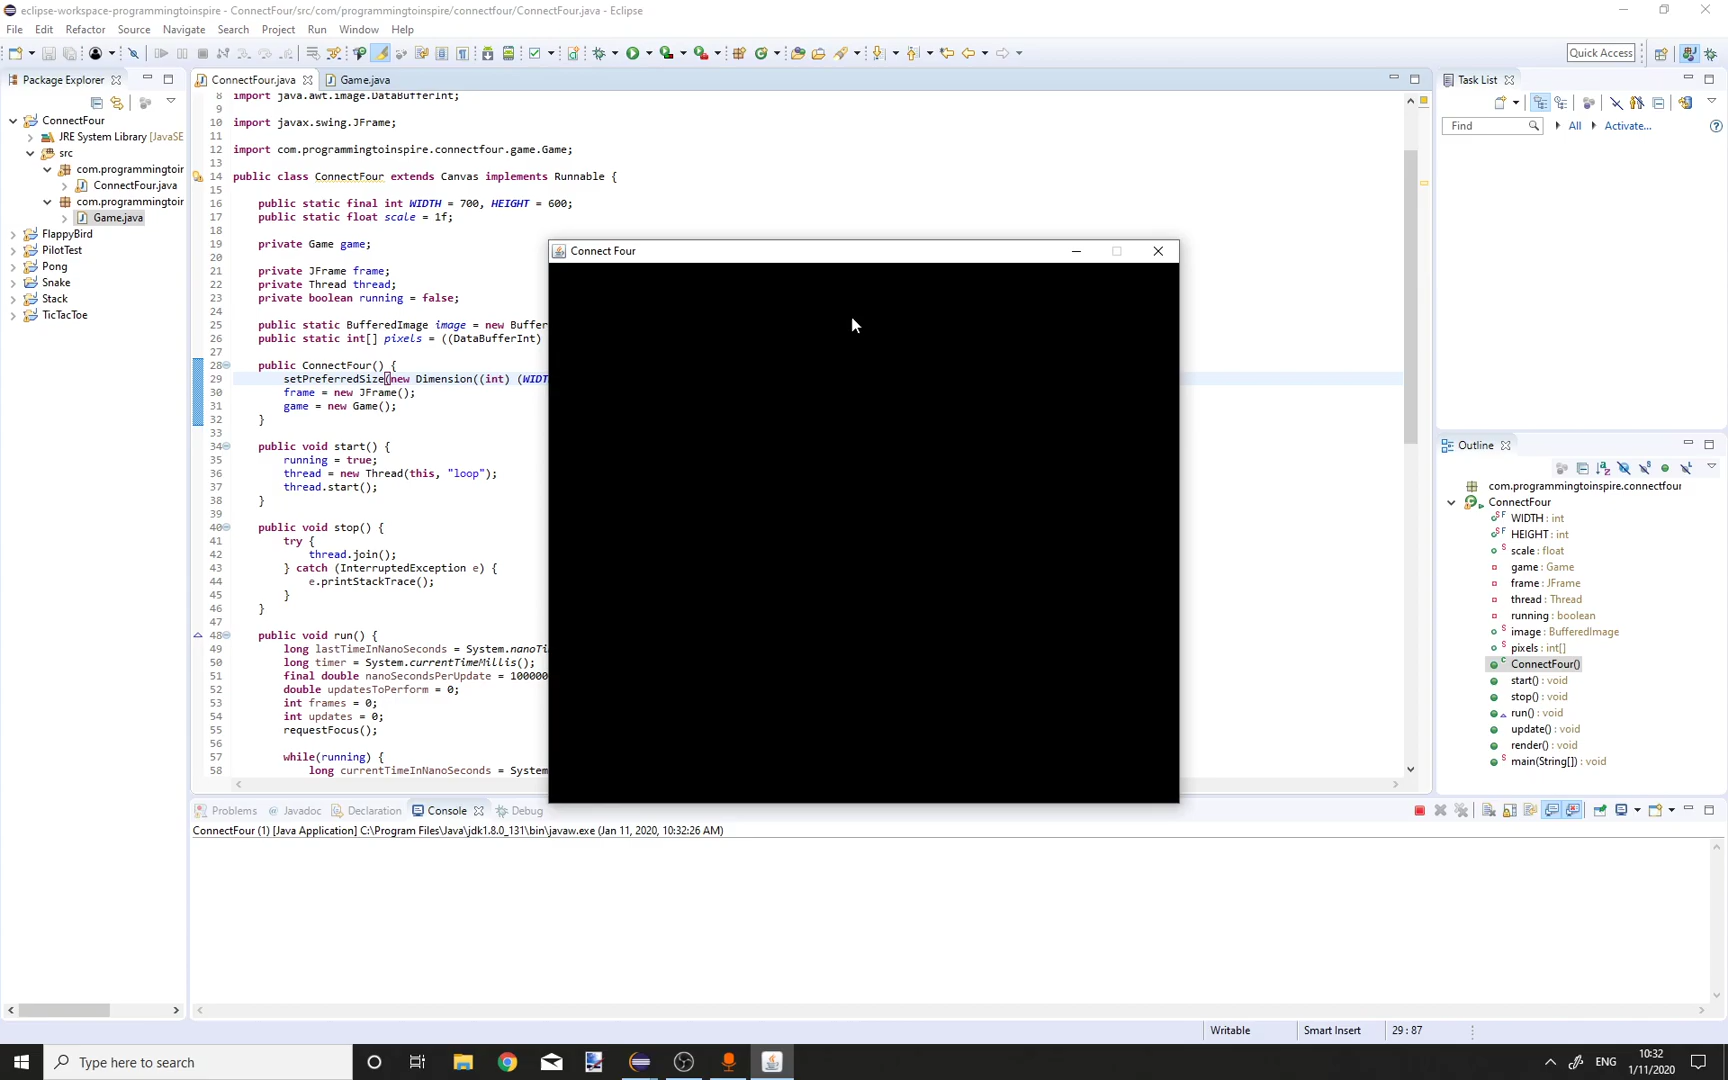 eclipse-workspace-programmingtoinspire - ConnectFour/src/com/programmingtoinspire/connectfour/ConnectFour.java - Eclipse
File Edit Refactor Source Navigate Search Project Run Window Help
Quick Access
Package Explorer
ConnectFour
JRE System Library [JavaSE
src
com.programmingtoinspire
ConnectFour.java
com.programmingtoinspire
Game.java
FlappyBird
PilotTest
Pong
Snake
Stack
TicTacToe
ConnectFour.java Game.java
8 import java.awt.image.DataBufferInt;
9
10 import javax.swing.JFrame;
11
12 import com.programmingtoinspire.connectfour.game.Game;
13
14 public class ConnectFour extends Canvas implements Runnable {
15
16 public static final int WIDTH = 700, HEIGHT = 600;
17 public static float scale = 1f;
18
19 private Game game;
20
21 private JFrame frame;
22 private Thread thread;
23 private boolean running = false;
24
25 public static BufferedImage image = new Buffer
26 public static int[] pixels = ((DataBufferInt)
27
28 public ConnectFour() {
29 setPreferredSize(new Dimension((int) (WIDT
30 frame = new JFrame();
31 game = new Game();
32 }
33
34 public void start() {
35 running = true;
36 thread = new Thread(this, "loop");
37 thread.start();
38 }
39
40 public void stop() {
41 try {
42 thread.join();
43 } catch (InterruptedException e) {
44 e.printStackTrace();
45 }
46 }
47
48 public void run() {
49 long lastTimeInNanoSeconds = System.nanoTi
50 long timer = System.currentTimeMillis();
51 final double nanoSecondsPerUpdate = 100000
52 double updatesToPerform = 0;
53 int frames = 0;
54 int updates = 0;
55 requestFocus();
56
57 while(running) {
58 long currentTimeInNanoSeconds = System
Connect Four
Task List
Find All Activate...
Outline
com.programmingtoinspire.connectfour
ConnectFour
WIDTH : int
HEIGHT : int
scale : float
game : Game
frame : JFrame
thread : Thread
running : boolean
image : BufferedImage
pixels : int[]
ConnectFour()
start() : void
stop() : void
run() : void
update() : void
render() : void
main(String[]) : void
Problems Javadoc Declaration Console Debug
ConnectFour (1) [Java Application] C:\Program Files\Java\jdk1.8.0_131\bin\javaw.exe (Jan 11, 2020, 10:32:26 AM)
Writable Smart Insert 29 : 87
Type here to search
ENG
10:32
1/11/2020